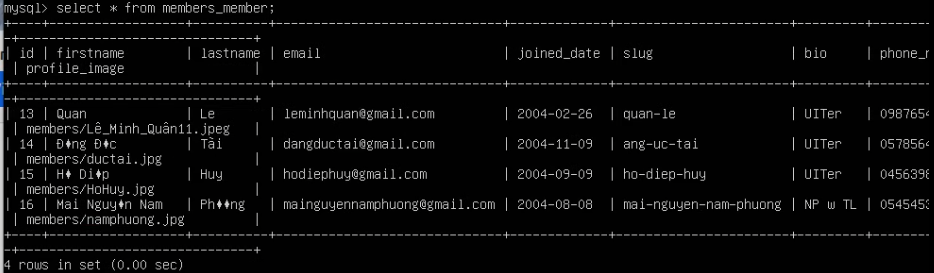 mysql> select * from members_member;
| id | firstname | lastname | email | joined_date | slug | bio | phone_n
| profile_image |
| 13 | Quan | Le | leminhquan@gmail.com | 2004-02-26 | quan-le | UITer | 0987654
| members/Lê_Minh_Quân11.jpeg |
| 14 | Đ♦ng Đ♦c | Tài | dangductai@gmail.com | 2004-11-09 | ang-uc-tai | UITer | 0578564
| members/ductai.jpg |
| 15 | H♦ Di♦p | Huy | hodiephuy@gmail.com | 2004-09-09 | ho-diep-huy | UITer | 0456398
| members/HoHuy.jpg |
| 16 | Mai Nguy♦n Nam | Ph♦♦ng | mainguyennamphuong@gmail.com | 2004-08-08 | mai-nguyen-nam-phuong | NP w TL | 0545453
| members/namphuong.jpg |
4 rows in set (0.00 sec)